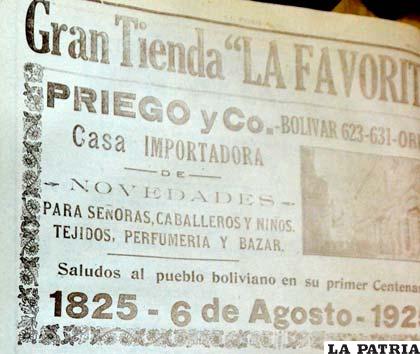 Gran Tienda "LA FAVORIT
PRIEGO y Co. -BOLIVAR 623-631-OR
Casa IMPORTADORA
- DE -
- NOVEDADES -
PARA SEÑORAS, CABALLEROS Y NIÑOS.
TEJIDOS, PERFUMERIA Y BAZAR.
Saludos al pueblo boliviano en su primer Centena
1825 - 6 de Agosto - 192
LA PATRIA